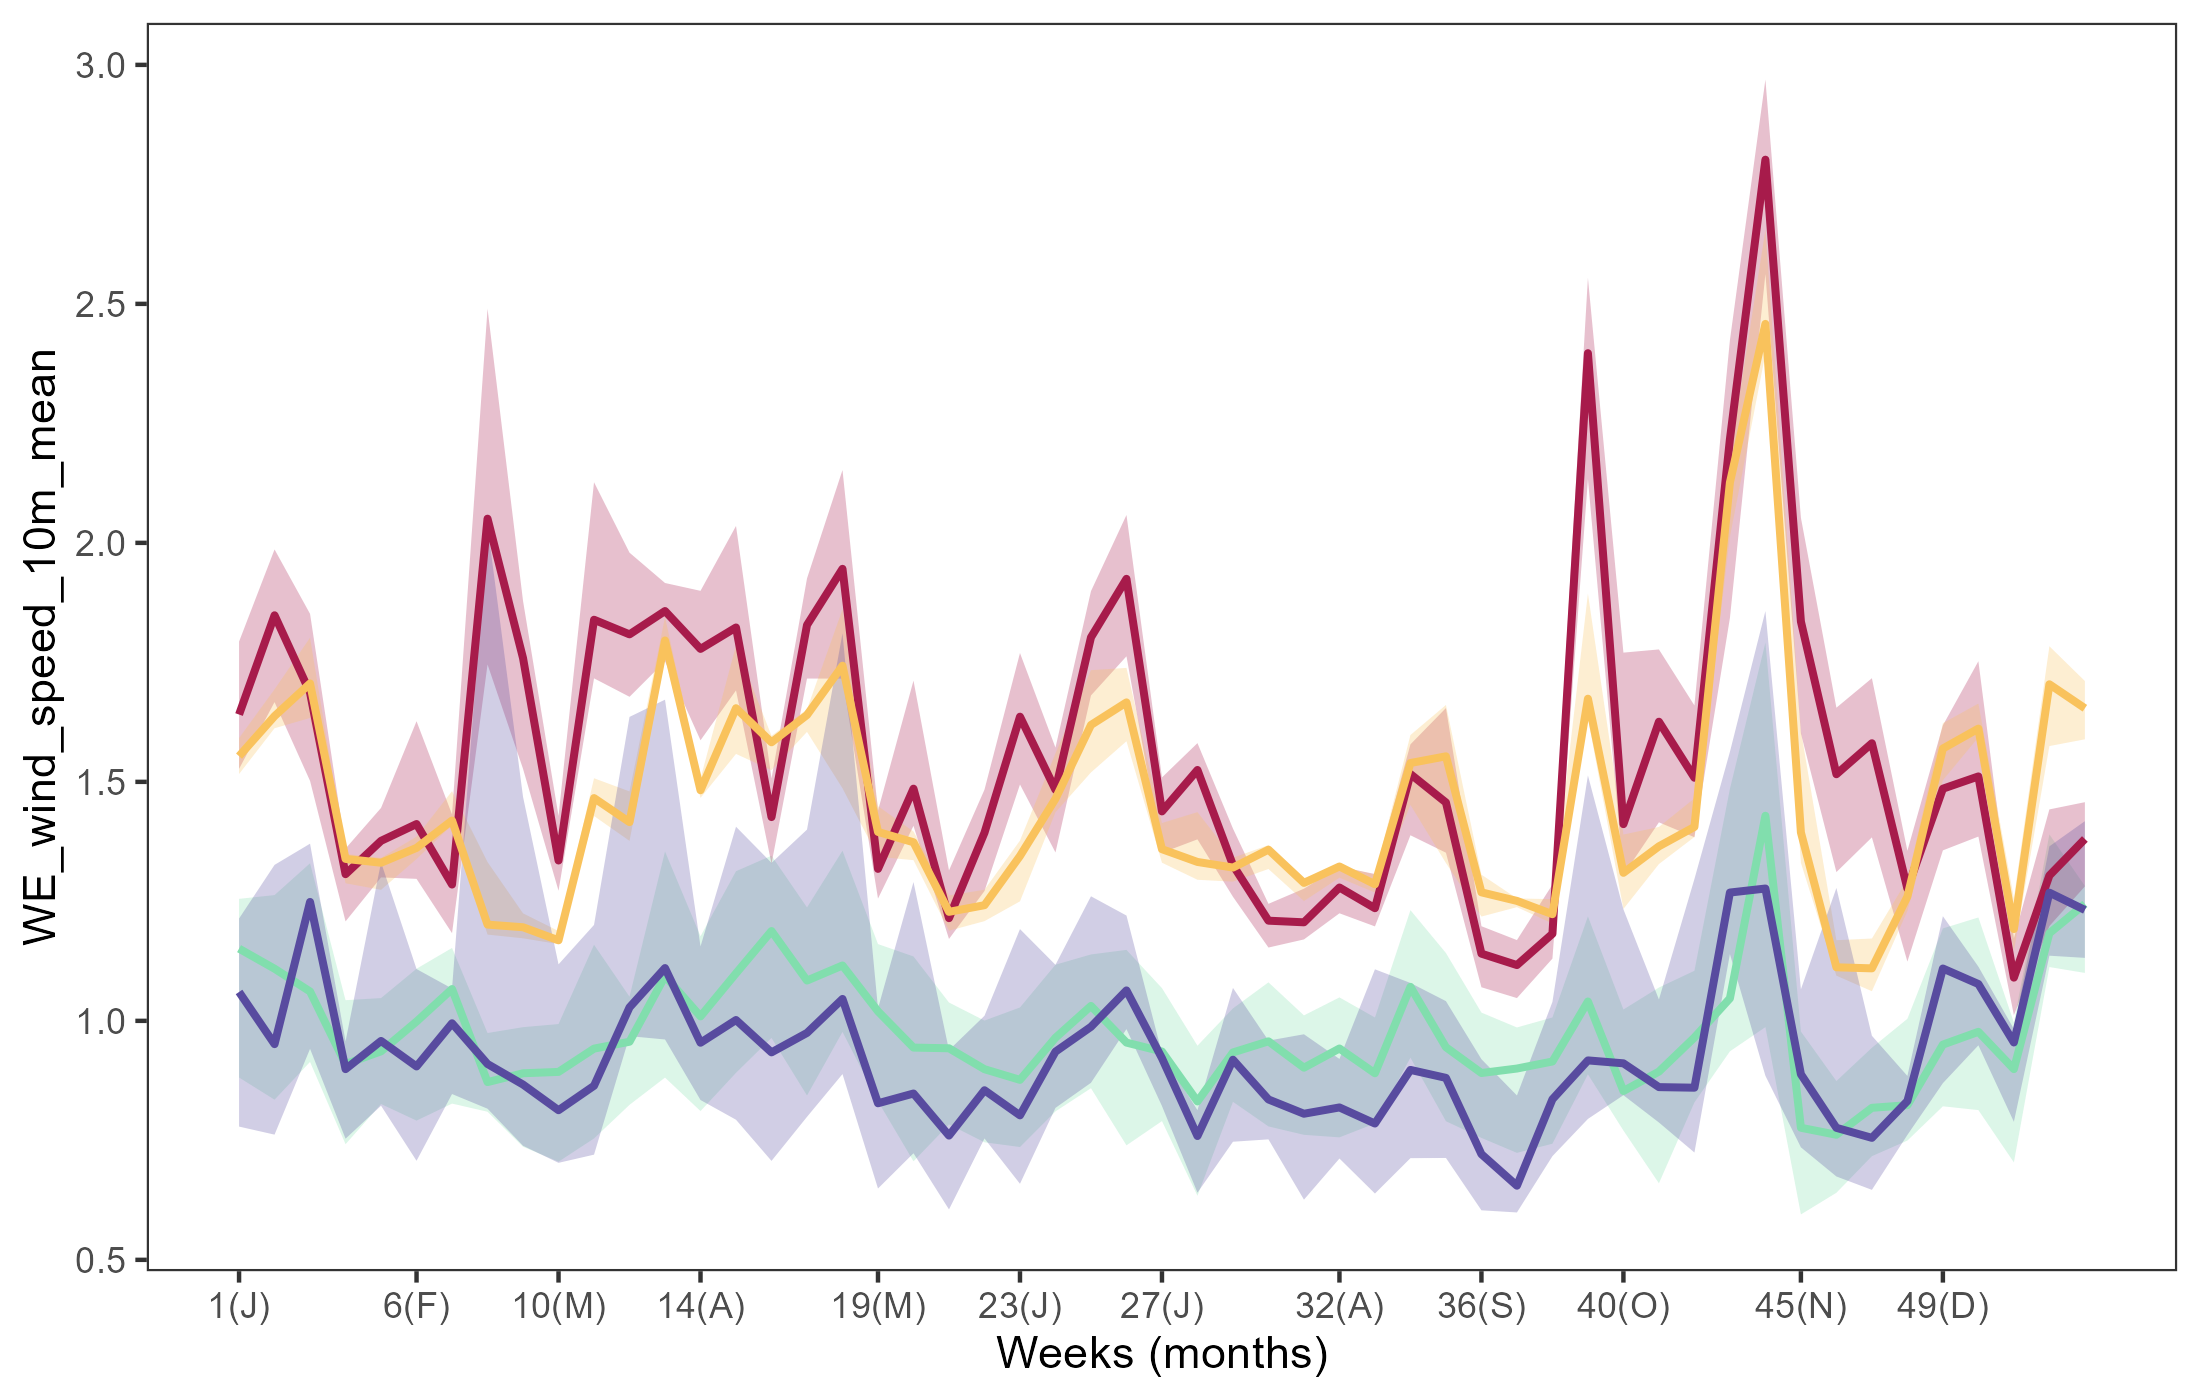 WE_wind_speed_10m_mean
3.0
2.5
2.0
1.5
1.0
0.5
1(J) 6(F) 10(M) 14(A) 19(M) 23(J) 27(J) 32(A) 36(S) 40(O) 45(N) 49(D)
Weeks (months)